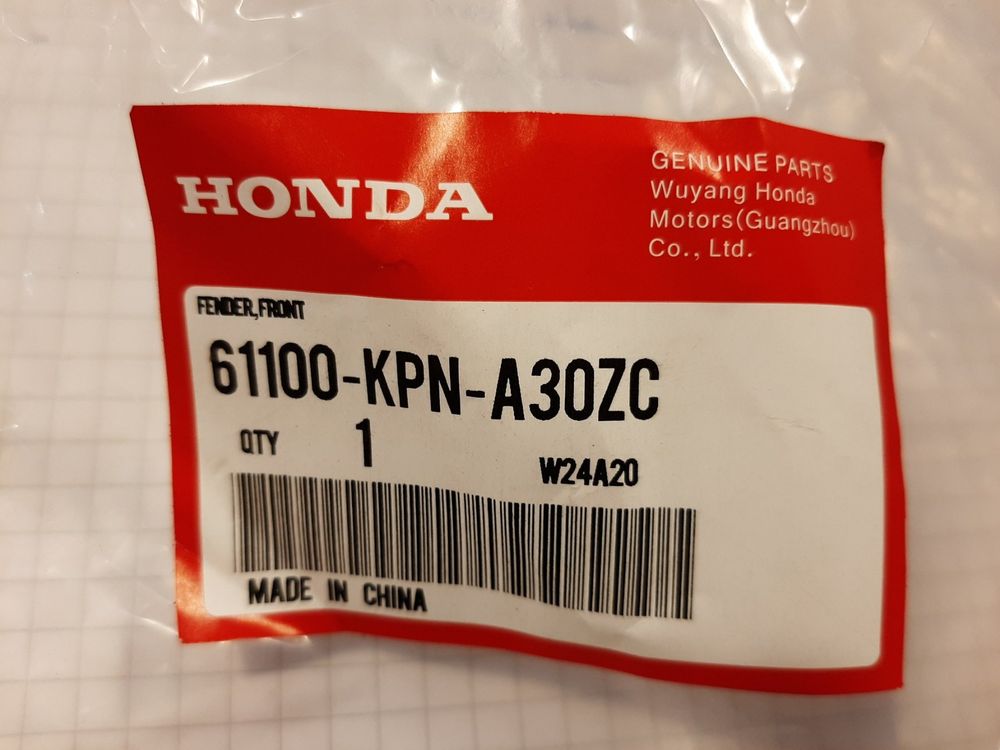 HONDA
GENUINE PARTS
Wuyang Honda
Motors(Guangzhou)
Co., Ltd.
FENDER,FRONT
61100-KPN-A30ZC
QTY 1
W24A20
MADE IN CHINA